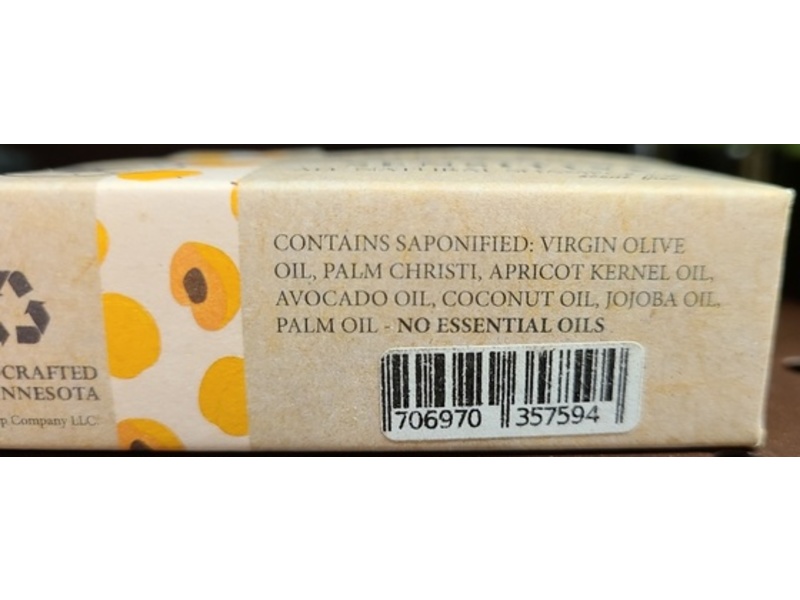 CONTAINS SAPONIFIED: VIRGIN OLIVE
OIL, PALM CHRISTI, APRICOT KERNEL OIL,
AVOCADO OIL, COCONUT OIL, JOJOBA OIL,
PALM OIL - NO ESSENTIAL OILS
706970 357594
CRAFTED
NNESOTA
p Company LLC